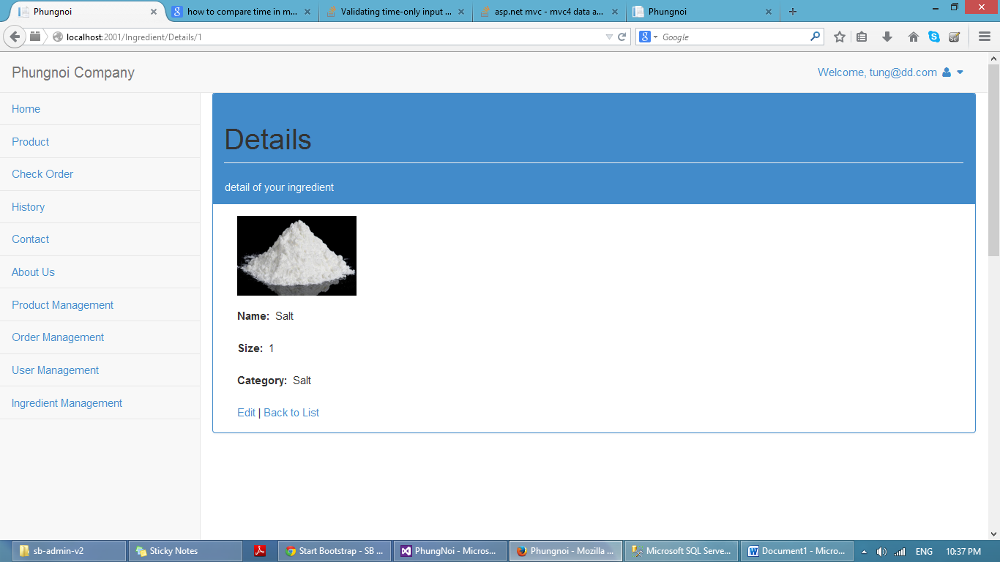 Phungnoi
how to compare time in m...
Validating time-only input ...
asp.net mvc - mvc4 data a...
Phungnoi
localhost:2001/Ingredient/Details/1
Google
Phungnoi Company
Welcome, tung@dd.com
Home
Product
Check Order
History
Contact
About Us
Product Management
Order Management
User Management
Ingredient Management
Details
detail of your ingredient
Name: Salt
Size: 1
Category: Salt
Edit | Back to List
sb-admin-v2
Sticky Notes
Start Bootstrap - SB ...
PhungNoi - Micros...
Phungnoi - Mozilla ...
Microsoft SQL Serve...
Document1 - Micro...
ENG
10:37 PM